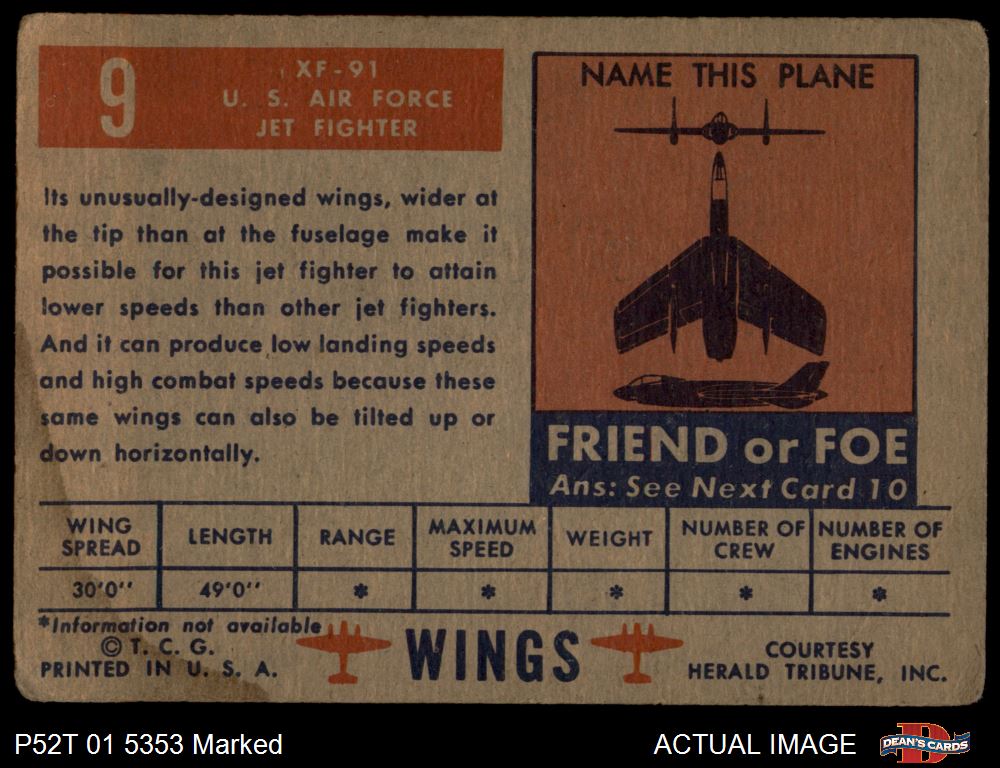 9
XF-91
U. S. AIR FORCE
JET FIGHTER
Its unusually-designed wings, wider at
the tip than at the fuselage make it
possible for this jet fighter to attain
lower speeds than other jet fighters.
And it can produce low landing speeds
and high combat speeds because these
same wings can also be tilted up or
down horizontally.
NAME THIS PLANE
FRIEND or FOE
Ans: See Next Card 10
WING SPREAD LENGTH RANGE MAXIMUM SPEED WEIGHT NUMBER OF CREW NUMBER OF ENGINES
30'0'' 49'0'' * * * * *
*Information not available
© T. C. G.
PRINTED IN U. S. A.
WINGS
COURTESY
HERALD TRIBUNE, INC.
P52T 01 5353 Marked
ACTUAL IMAGE
D
DEAN'S CARDS